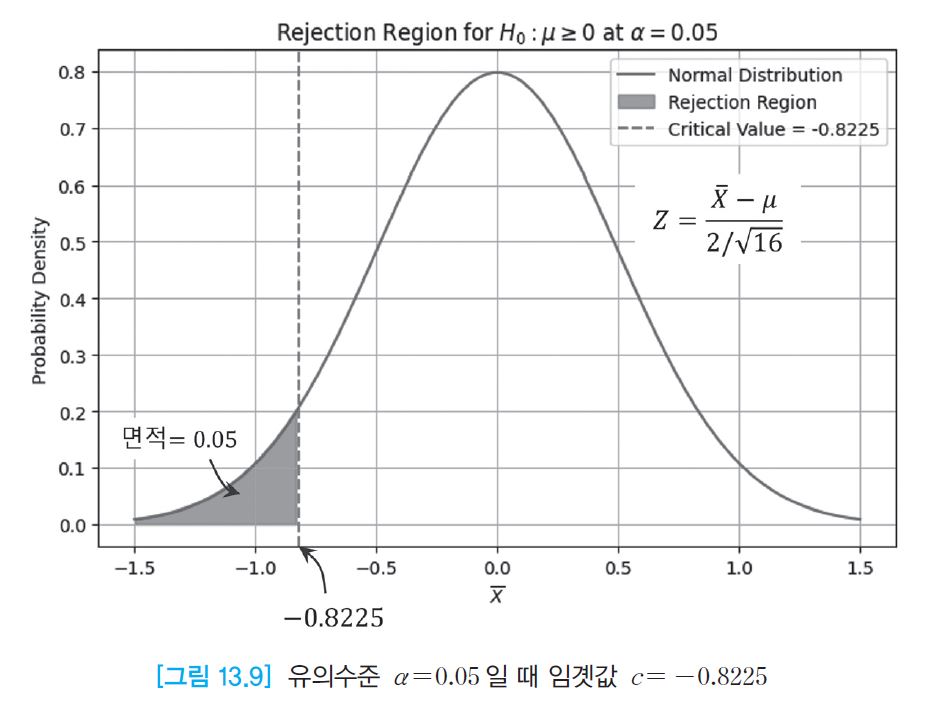 Rejection Region for H₀ : μ ≥ 0 at α = 0.05
Normal Distribution
Rejection Region
Critical Value = -0.8225
Z = (X̄ − μ) / (2/√16)
Probability Density
0.8
0.7
0.6
0.5
0.4
0.3
0.2
0.1
0.0
면적= 0.05
−1.5 −1.0 −0.5 0.0 0.5 1.0 1.5
X̄
−0.8225
[그림 13.9] 유의수준 α=0.05일 때 임곗값 c= −0.8225